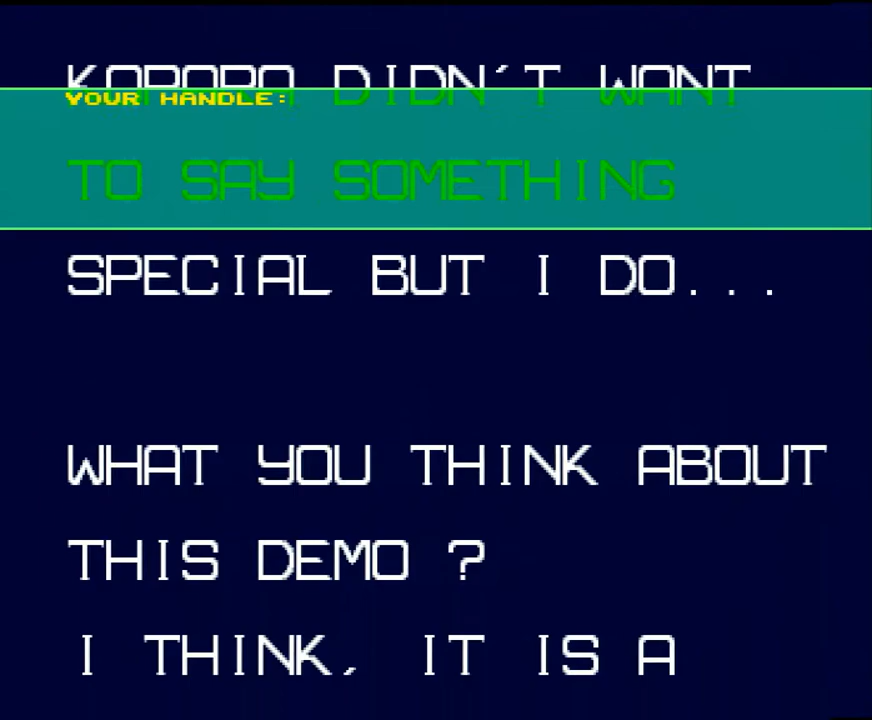 KARARA DIDN´T WANT
YOUR HANDLE:
TO SAY SOMETHING
SPECIAL BUT I DO...
WHAT YOU THINK ABOUT
THIS DEMO ?
I THINK, IT IS A